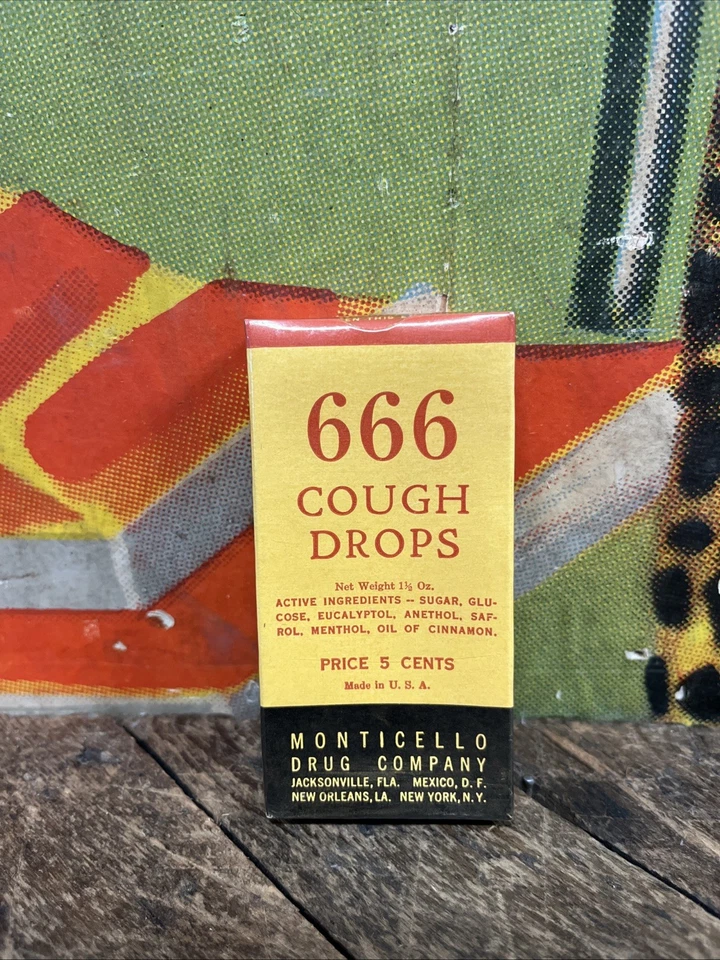 666
COUGH
DROPS
Net Weight 1½ Oz.
ACTIVE INGREDIENTS -- SUGAR, GLU-
COSE, EUCALYPTOL, ANETHOL, SAF-
ROL, MENTHOL, OIL OF CINNAMON.
PRICE 5 CENTS
Made in U. S. A.
MONTICELLO
DRUG COMPANY
JACKSONVILLE, FLA. MEXICO, D. F.
NEW ORLEANS, LA. NEW YORK, N.Y.